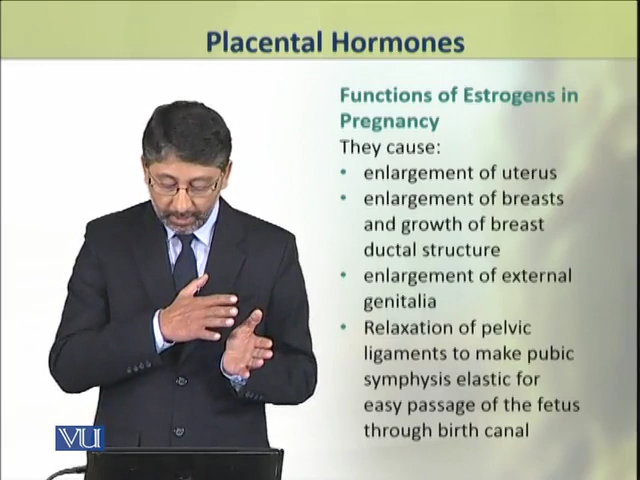 Placental Hormones
Functions of Estrogens in
Pregnancy
They cause:
• enlargement of uterus
• enlargement of breasts
and growth of breast
ductal structure
• enlargement of external
genitalia
• Relaxation of pelvic
ligaments to make pubic
symphysis elastic for
easy passage of the fetus
through birth canal
VU